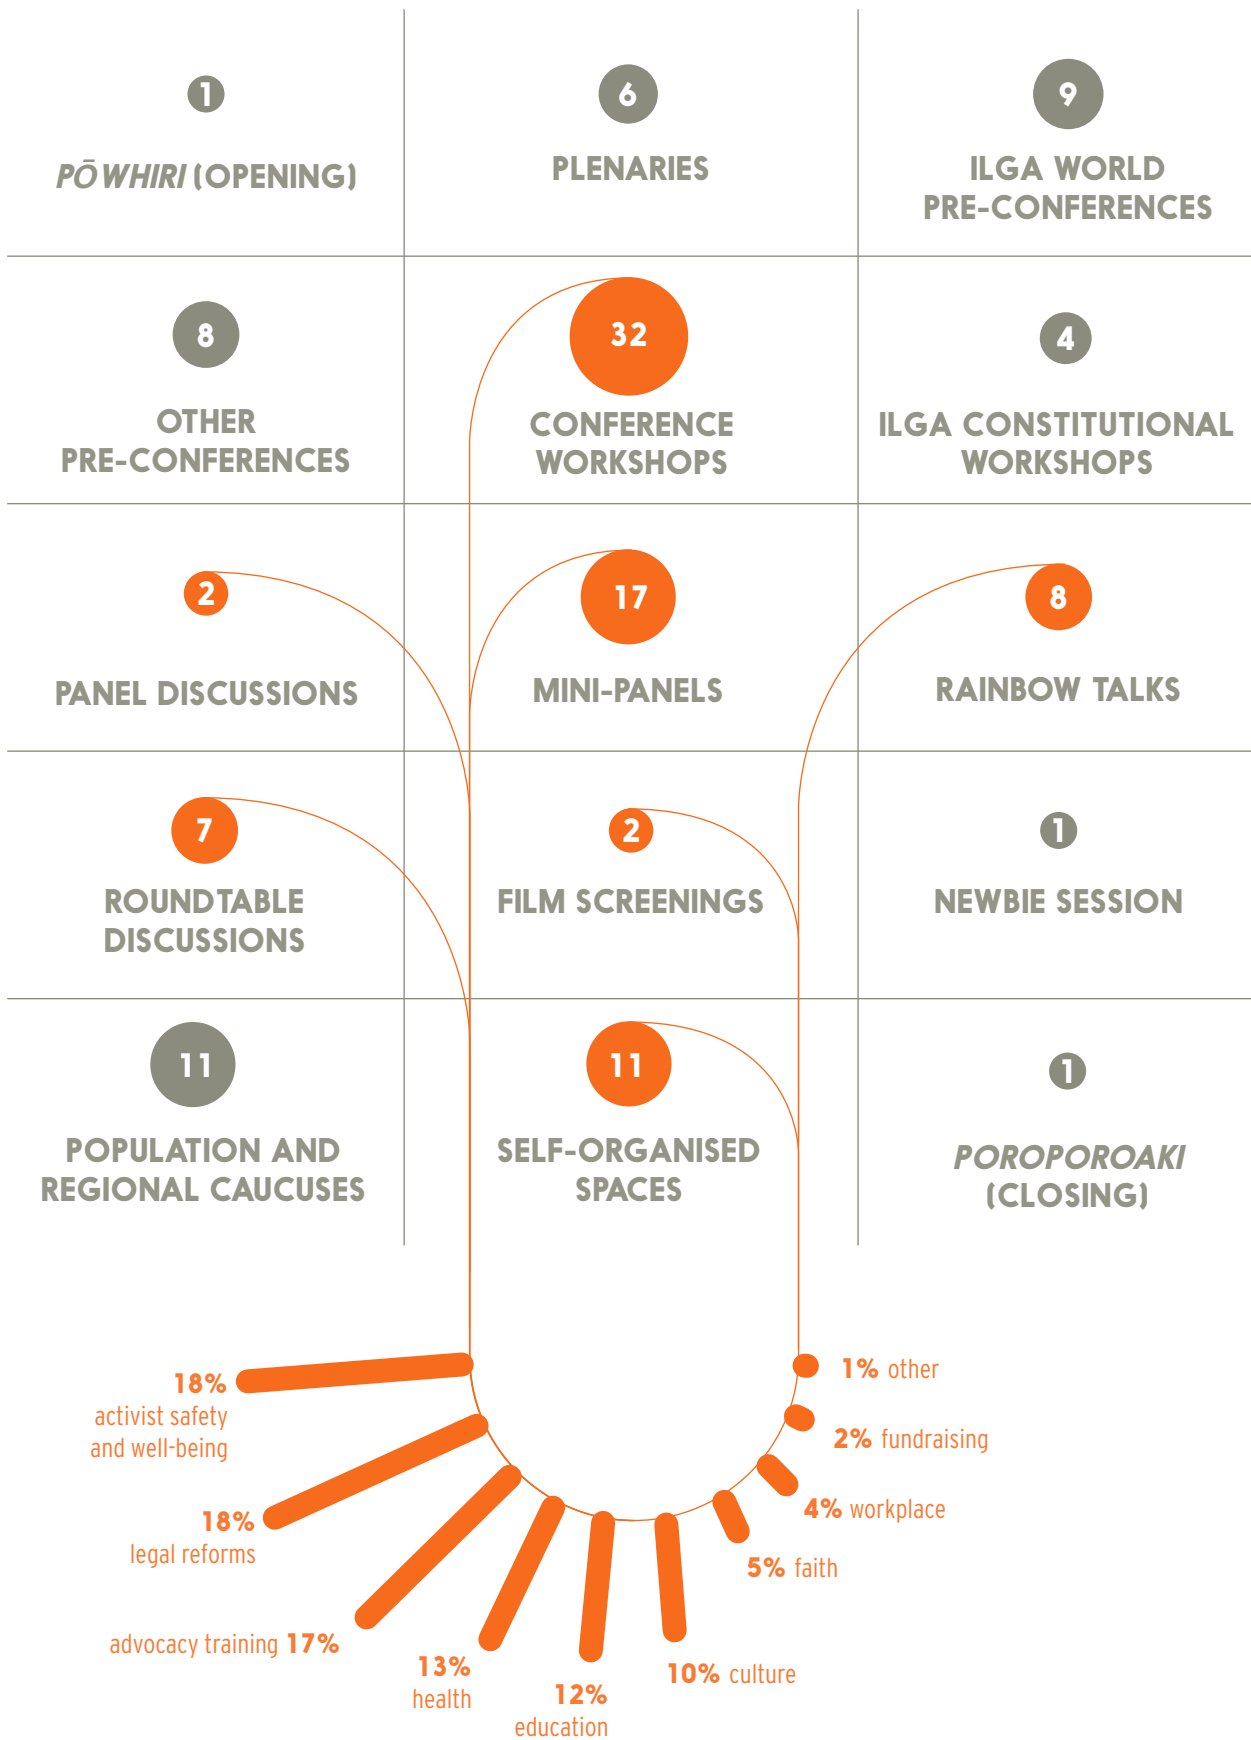 1
PŌWHIRI (OPENING)
6
PLENARIES
9
ILGA WORLD
PRE-CONFERENCES
8
OTHER
PRE-CONFERENCES
32
CONFERENCE
WORKSHOPS
4
ILGA CONSTITUTIONAL
WORKSHOPS
2
PANEL DISCUSSIONS
17
MINI-PANELS
8
RAINBOW TALKS
7
ROUNDTABLE
DISCUSSIONS
2
FILM SCREENINGS
1
NEWBIE SESSION
11
POPULATION AND
REGIONAL CAUCUSES
11
SELF-ORGANISED
SPACES
1
POROPOROAKI
(CLOSING)
18%
activist safety
and well-being
18%
legal reforms
advocacy training 17%
13%
health
12%
education
10% culture
5% faith
4% workplace
2% fundraising
1% other